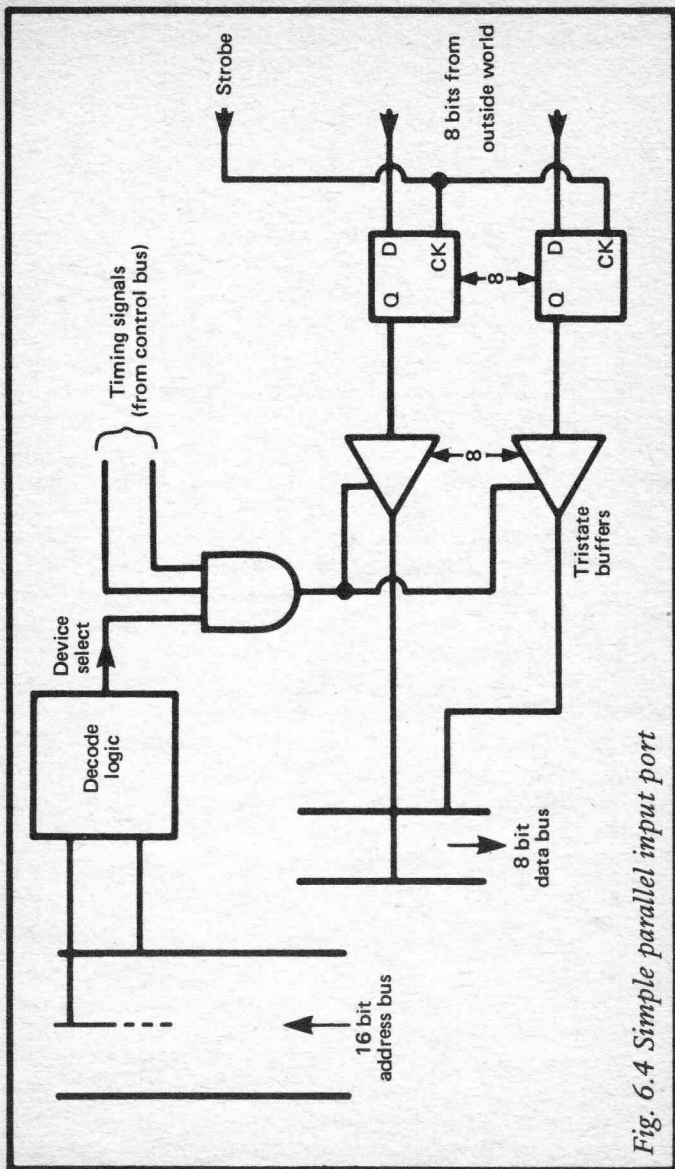 Strobe
Timing signals
(from control bus)
8 bits from
outside world
Device
select
Decode
logic
D
Q
CK
8
D
Q
CK
8
Tristate
buffers
8 bit
data bus
16 bit
address bus
Fig. 6.4 Simple parallel input port